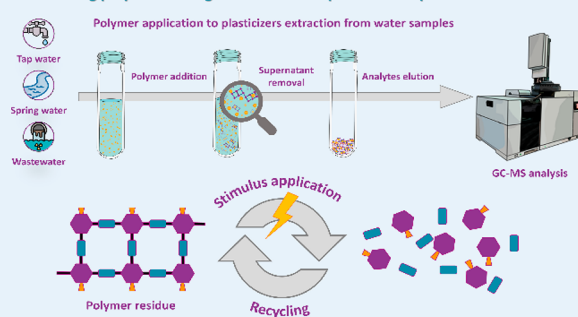 Polymer application to plasticizers extraction from water samples
Tap water
Spring water
Wastewater
Polymer addition
Supernatant
removal
Analytes elution
GC-MS analysis
Stimulus application
Recycling
Polymer residue